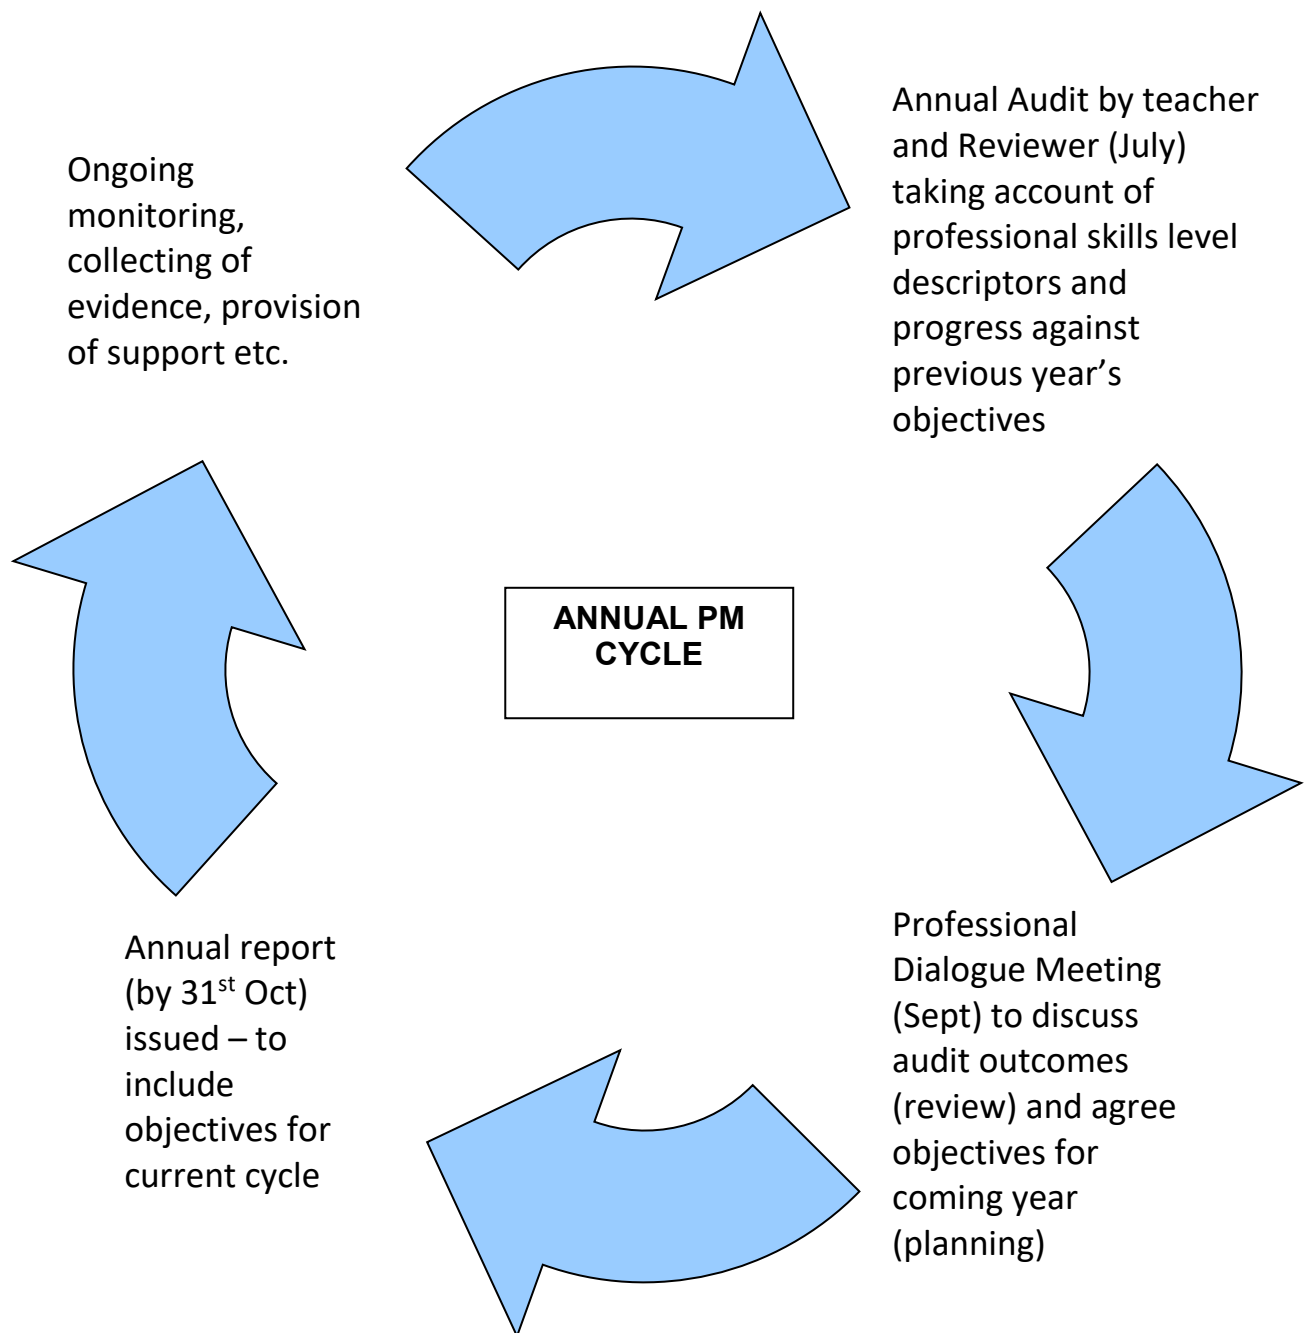 Ongoing
monitoring,
collecting of
evidence, provision
of support etc.
Annual Audit by teacher
and Reviewer (July)
taking account of
professional skills level
descriptors and
progress against
previous year’s
objectives
ANNUAL PM
CYCLE
Professional
Dialogue Meeting
(Sept) to discuss
audit outcomes
(review) and agree
objectives for
coming year
(planning)
Annual report
(by 31st Oct)
issued – to
include
objectives for
current cycle